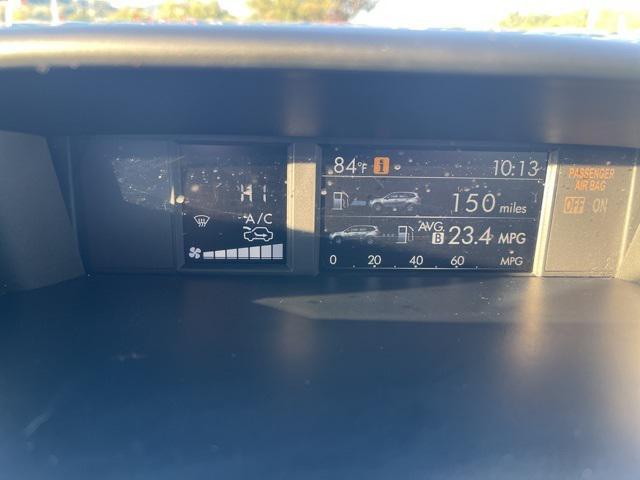 HI
A/C
84°F i 10:13
150 miles
AVG.
B 23.4 MPG
0 20 40 60 MPG
PASSENGER
AIR BAG
OFF ON